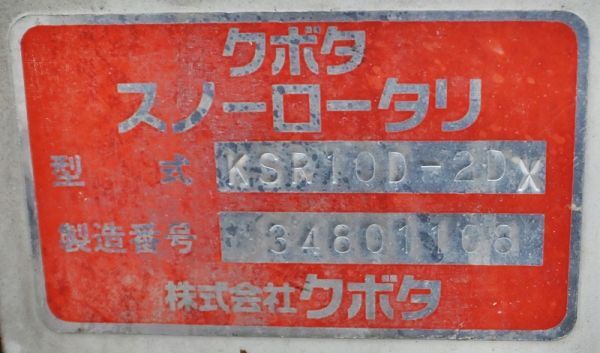 クボタ
スノーロータリ
型式 KSR10D-2DX
製造番号 34801108
株式会社クボタ